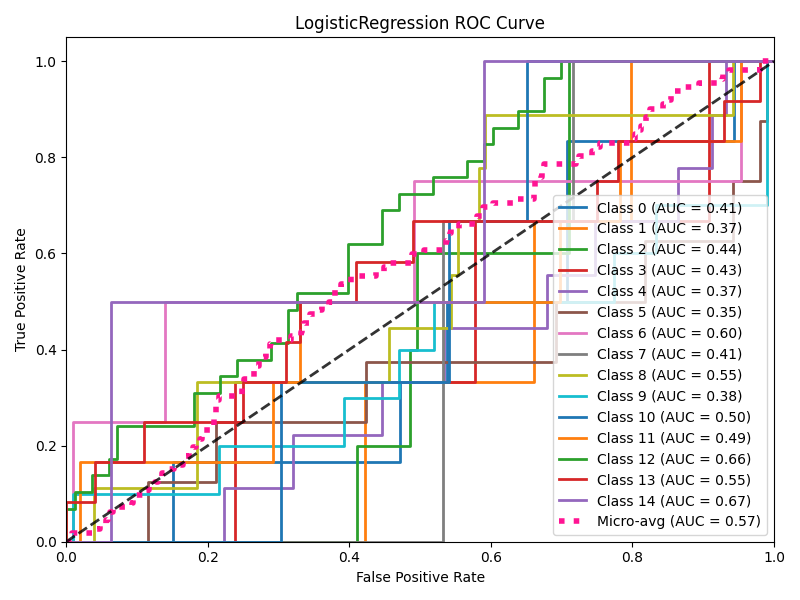 LogisticRegression ROC Curve
True Positive Rate
1.0
0.8
0.6
0.4
0.2
0.0
0.0 0.2 0.4 0.6 0.8 1.0
False Positive Rate
Class 0 (AUC = 0.41)
Class 1 (AUC = 0.37)
Class 2 (AUC = 0.44)
Class 3 (AUC = 0.43)
Class 4 (AUC = 0.37)
Class 5 (AUC = 0.35)
Class 6 (AUC = 0.60)
Class 7 (AUC = 0.41)
Class 8 (AUC = 0.55)
Class 9 (AUC = 0.38)
Class 10 (AUC = 0.50)
Class 11 (AUC = 0.49)
Class 12 (AUC = 0.66)
Class 13 (AUC = 0.55)
Class 14 (AUC = 0.67)
Micro-avg (AUC = 0.57)